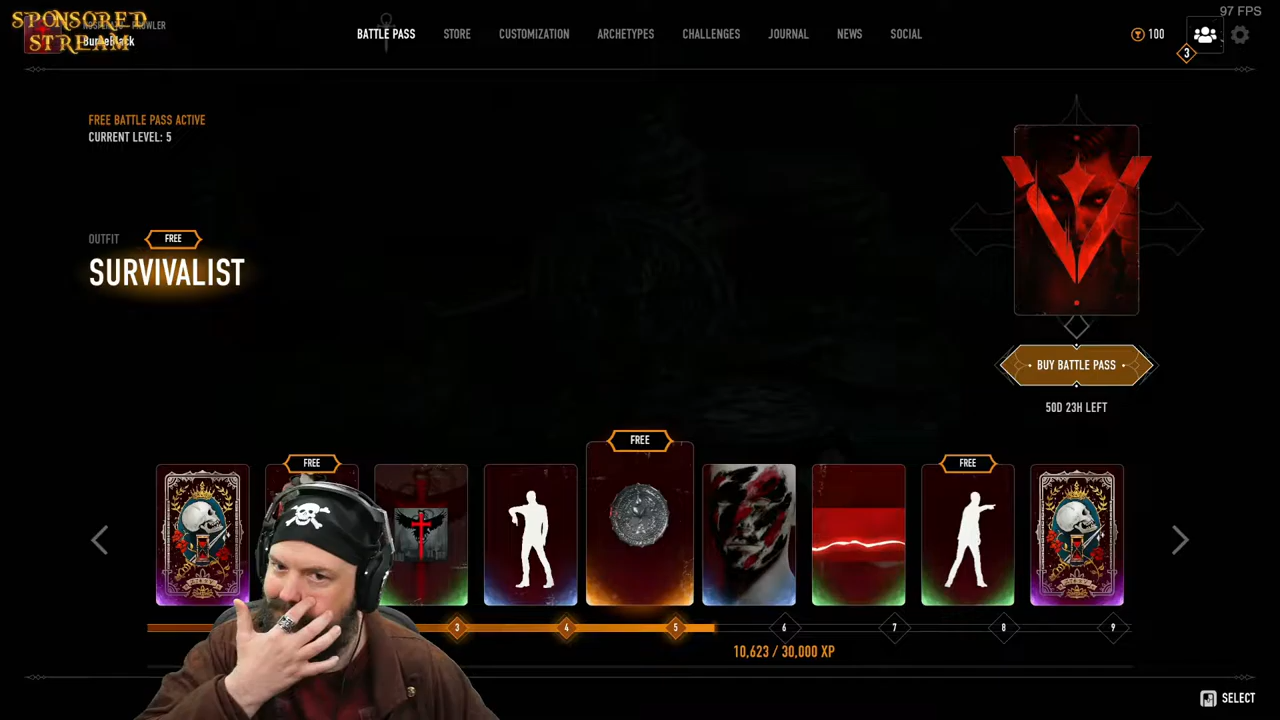 SPONSORED
STREAM
97 FPS
BATTLE PASS
STORE
CUSTOMIZATION
ARCHETYPES
CHALLENGES
JOURNAL
NEWS
SOCIAL
100
3
FREE BATTLE PASS ACTIVE
CURRENT LEVEL: 5
OUTFIT
FREE
SURVIVALIST
BUY BATTLE PASS
50D 23H LEFT
FREE
FREE
FREE
3
4
5
6
7
8
9
10,623 / 30,000 XP
SELECT